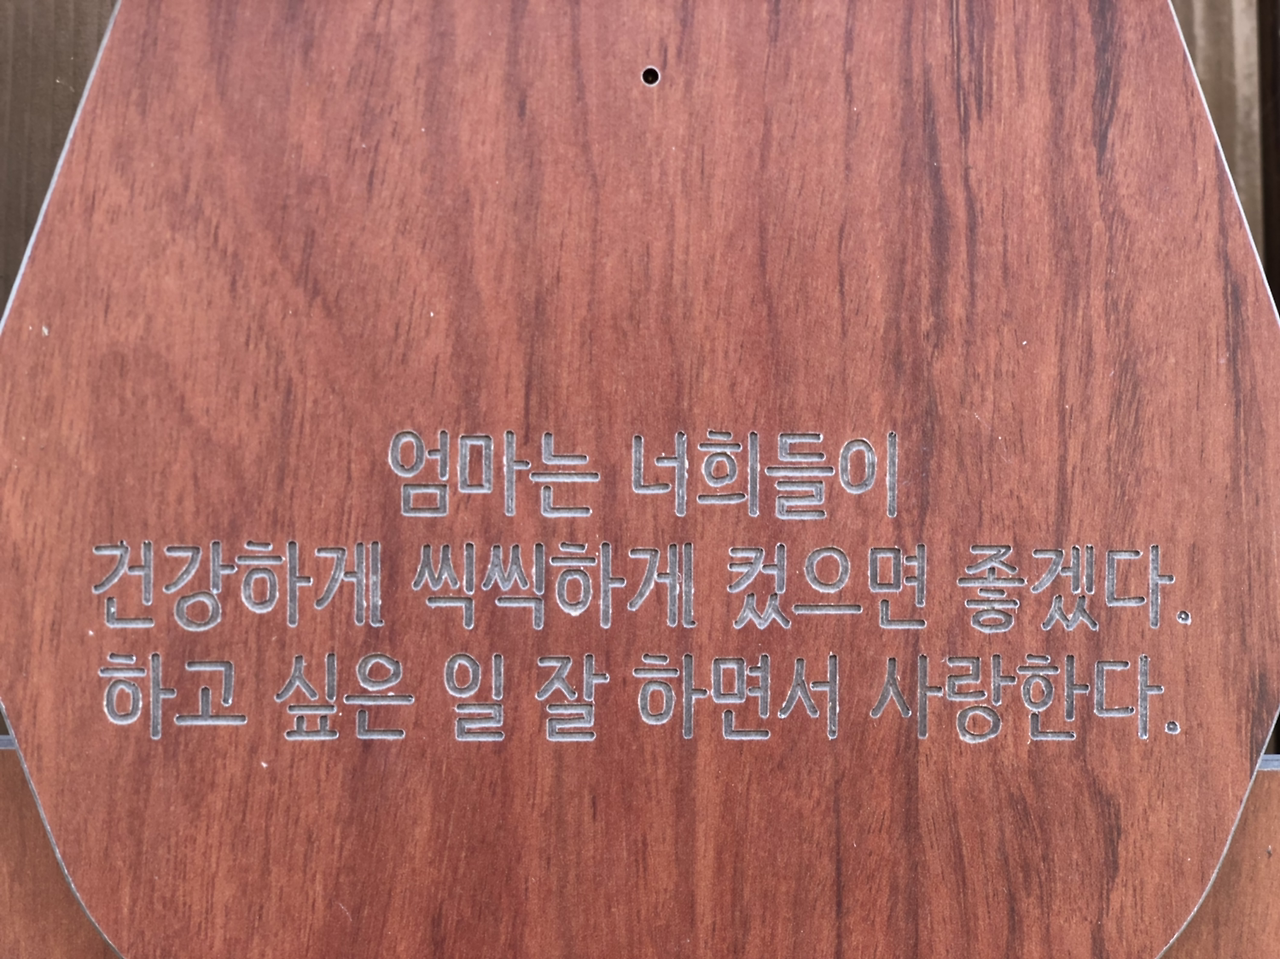 엄마는 너희들이
건강하게 씩씩하게 컸으면 좋겠다.
하고 싶은 일 잘 하면서 사랑한다.